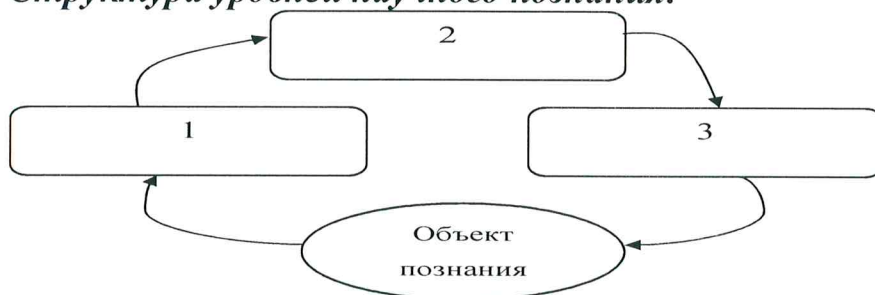 Структура уровней научного познания:
2
1
3
Объект
познания